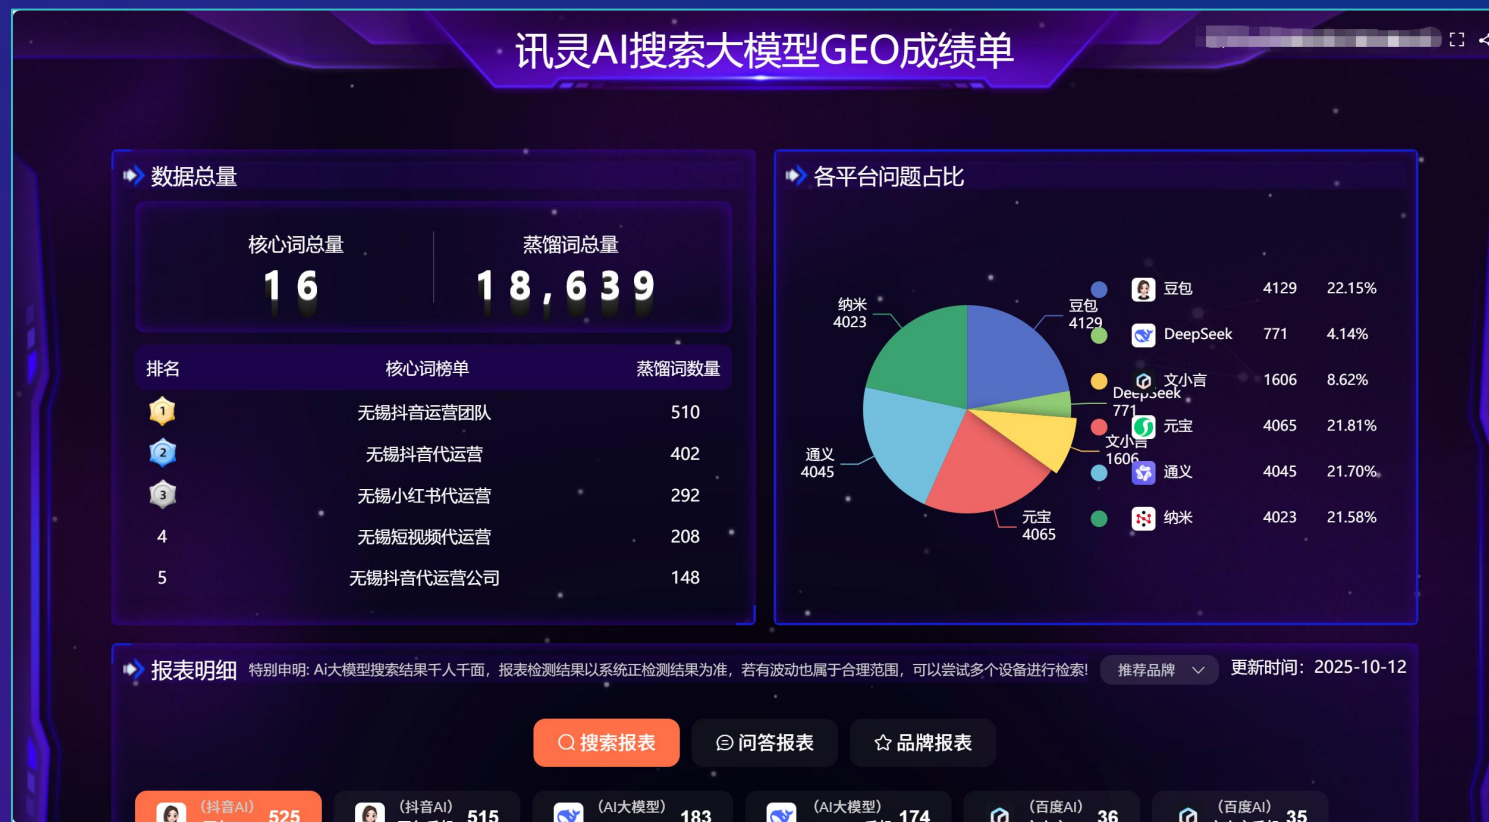 讯灵AI搜索大模型GEO成绩单
数据总量
核心词总量 蒸馏词总量
16 18,639
排名 核心词榜单 蒸馏词数量
1 无锡抖音运营团队 510
2 无锡抖音代运营 402
3 无锡小红书代运营 292
4 无锡短视频代运营 208
5 无锡抖音代运营公司 148
各平台问题占比
纳米
4023
豆包
4129
DeepSeek
771
文小言
1606
通义
4045
元宝
4065
豆包 4129 22.15%
DeepSeek 771 4.14%
文小言 1606 8.62%
元宝 4065 21.81%
通义 4045 21.70%
纳米 4023 21.58%
报表明细 特别申明: Ai大模型搜索结果千人千面，报表检测结果以系统正检测结果为准，若有波动也属于合理范围，可以尝试多个设备进行检索! 推荐品牌 更新时间：2025-10-12
搜索报表 问答报表 品牌报表
（抖音AI） 525 （抖音AI） 515 （AI大模型） 183 （AI大模型） 174 （百度AI） 36 （百度AI） 35